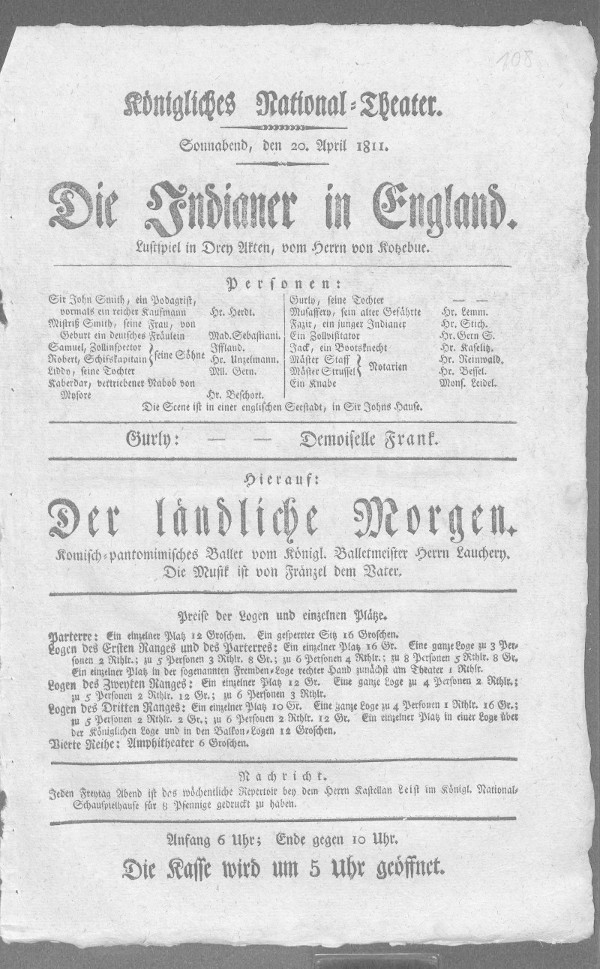 108
Königliches National-Theater.
Sonnabend, den 20. April 1811.
Die Indianer in England.
Lustspiel in Drey Akten, vom Herrn von Kotzebue.
Personen:
Sir John Smith, ein Podagrist,
vormals ein reicher Kaufmann Hr. Herdt.
Mistriß Smith, seine Frau, von
Geburt ein deutsches Fräulein Mad. Sebastiani.
Samuel, Zollinspektor } seine Söhne Iffland.
Robert, Schifskapitain } Hr. Unzelmann.
Liddy, seine Tochter Mll. Gern.
Kaberdar, vertriebener Nabob von
Mysore Hr. Beschort.
Gurly, seine Tochter — —
Musaffery, sein alter Gefährte Hr. Lemm.
Fazir, ein junger Indianer Hr. Stich.
Ein Zollvisitator Hr. Gern S.
Jack, ein Bootsknecht Hr. Kaselitz.
Mäster Staff } Notarien Hr. Reinwald.
Mäster Strussel } Hr. Bessel.
Ein Knabe Mons. Leidel.
Die Scene ist in einer englischen Seestadt, in Sir Johns Hause.
Gurly: — — Demoiselle Frank.
Hierauf:
Der ländliche Morgen.
Komisch-pantomimisches Ballet vom Königl. Balletmeister Herrn Lauchery.
Die Musik ist von Fränzel dem Vater.
Preise der Logen und einzelnen Plätze.
Parterre: Ein einzelner Platz 12 Groschen. Ein gesperrter Sitz 16 Groschen.
Logen des Ersten Ranges und des Parterres: Ein einzelner Platz 16 Gr. Eine ganze Loge zu 3 Per-
sonen 2 Rthlr.; zu 5 Personen 3 Rthlr. 8 Gr.; zu 6 Personen 4 Rthlr.; zu 8 Personen 5 Rthlr. 8 Gr.
Ein einzelner Platz in der sogenannten Fremden-Loge rechter Hand zunächst am Theater 1 Rthlr.
Logen des Zweyten Ranges: Ein einzelner Platz 12 Gr. Eine ganze Loge zu 4 Personen 2 Rthlr.;
zu 5 Personen 2 Rthlr. 12 Gr.; zu 6 Personen 3 Rthlr.
Logen des Dritten Ranges: Ein einzelner Platz 10 Gr. Eine ganze Loge zu 4 Personen 1 Rthlr. 16 Gr.;
zu 5 Personen 2 Rthlr. 2 Gr.; zu 6 Personen 2 Rthlr. 12 Gr. Ein einzelner Platz in einer Loge über
der Königlichen Loge und in den Balkon-Logen 12 Groschen.
Vierte Reihe: Amphitheater 6 Groschen.
Nachricht.
Jeden Freytag Abend ist das wöchentliche Repertoir bey dem Herrn Kastellan Leist im Königl. National-
Schauspielhause für 8 Pfennige gedruckt zu haben.
Anfang 6 Uhr; Ende gegen 10 Uhr.
Die Kasse wird um 5 Uhr geöffnet.